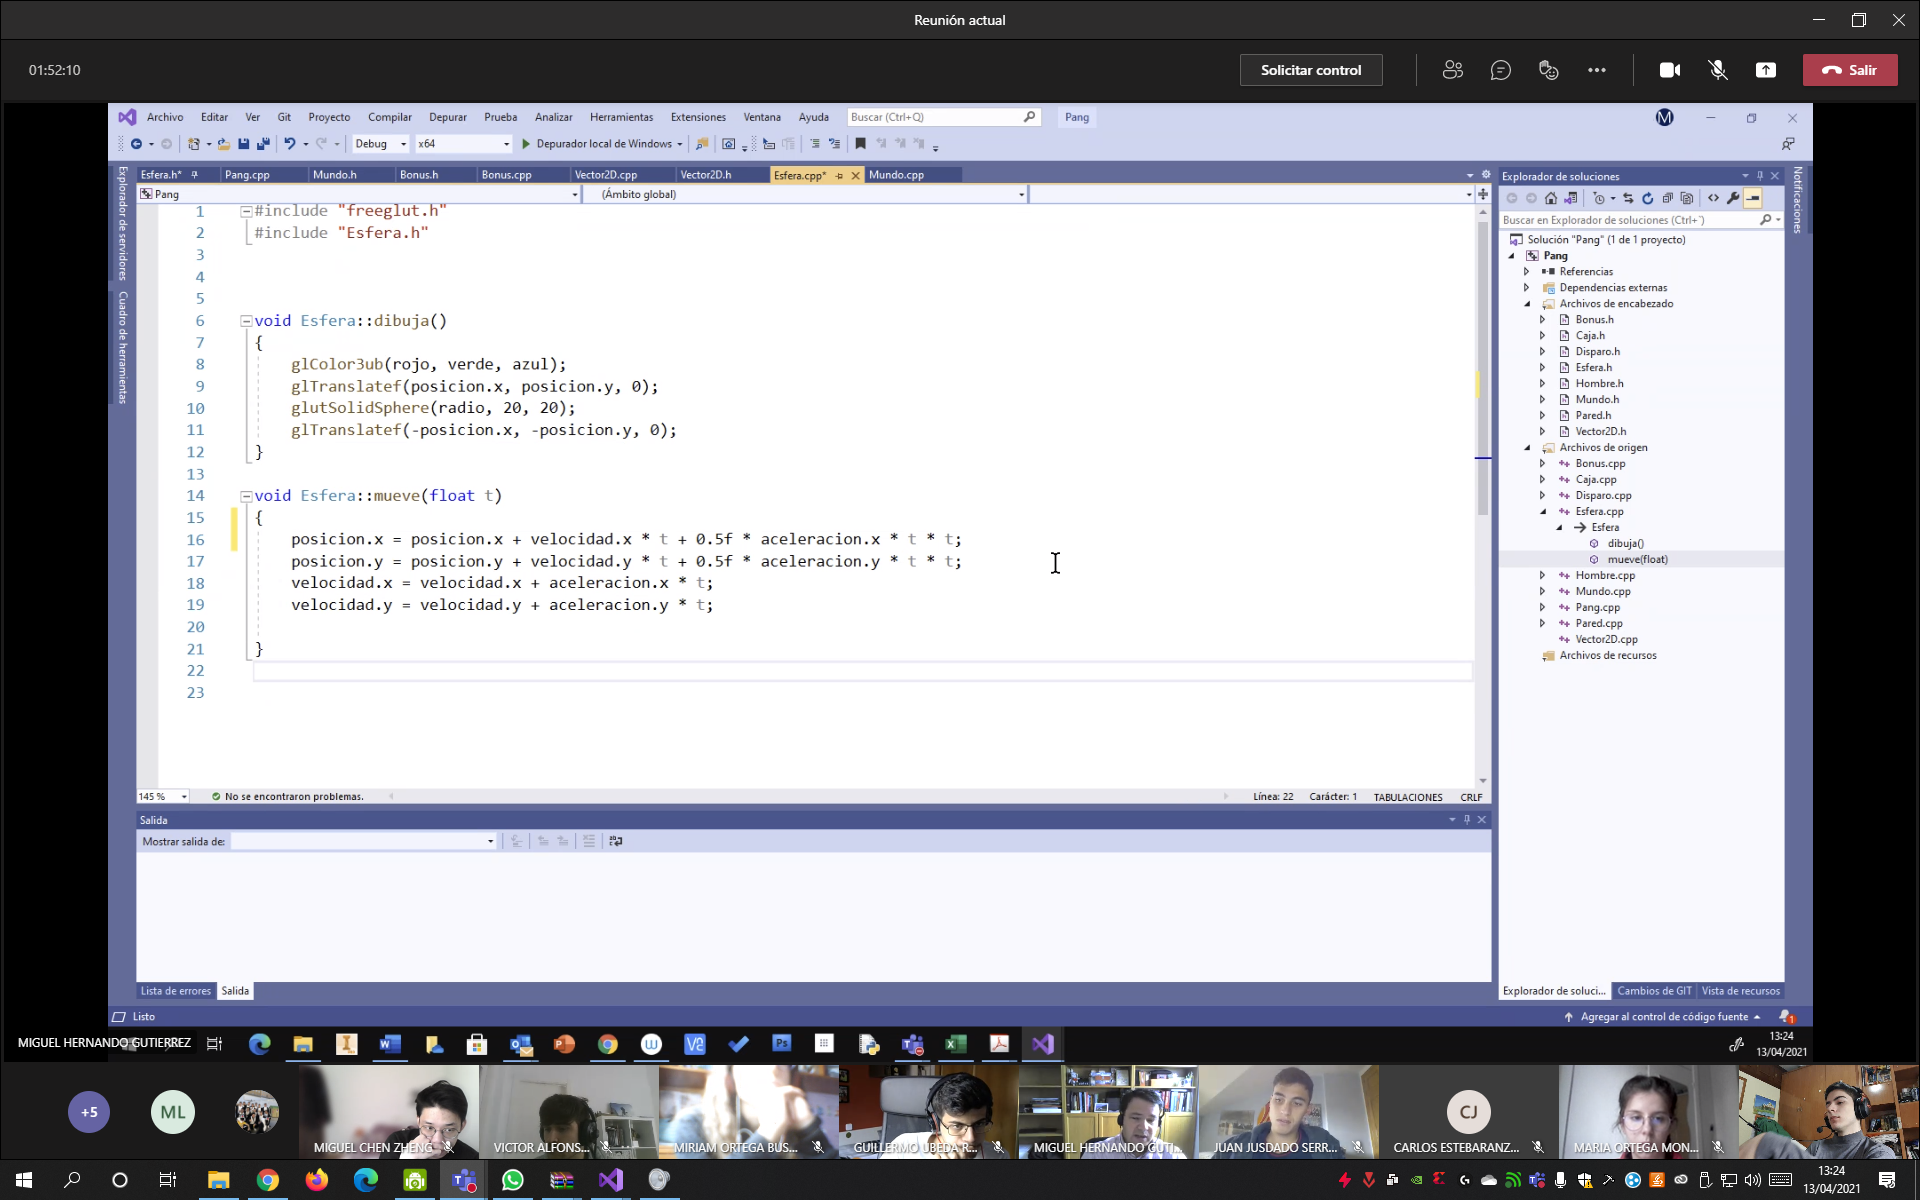 Reunión actual
01:52:10
Solicitar control
Salir
Archivo Editar Ver Git Proyecto Compilar Depurar Prueba Analizar Herramientas Extensiones Ventana Ayuda Buscar (Ctrl+Q) Pang M
Debug x64 Depurador local de Windows
Explorador de servidores
Cuadro de herramientas
Esfera.h* Pang.cpp Mundo.h Bonus.h Bonus.cpp Vector2D.cpp Vector2D.h Esfera.cpp* Mundo.cpp
Pang (Ámbito global)
1 #include "freeglut.h"
2 #include "Esfera.h"
3
4
5
6 void Esfera::dibuja()
7 {
8 glColor3ub(rojo, verde, azul);
9 glTranslatef(posicion.x, posicion.y, 0);
10 glutSolidSphere(radio, 20, 20);
11 glTranslatef(-posicion.x, -posicion.y, 0);
12 }
13
14 void Esfera::mueve(float t)
15 {
16 posicion.x = posicion.x + velocidad.x * t + 0.5f * aceleracion.x * t * t;
17 posicion.y = posicion.y + velocidad.y * t + 0.5f * aceleracion.y * t * t;
18 velocidad.x = velocidad.x + aceleracion.x * t;
19 velocidad.y = velocidad.y + aceleracion.y * t;
20
21 }
22
23
145 % No se encontraron problemas. Línea: 22 Carácter: 1 TABULACIONES CRLF
Salida
Mostrar salida de:
Lista de errores Salida
Explorador de soluciones
Buscar en Explorador de soluciones (Ctrl+´)
Solución "Pang" (1 de 1 proyecto)
Pang
Referencias
Dependencias externas
Archivos de encabezado
Bonus.h
Caja.h
Disparo.h
Esfera.h
Hombre.h
Mundo.h
Pared.h
Vector2D.h
Archivos de origen
Bonus.cpp
Caja.cpp
Disparo.cpp
Esfera.cpp
Esfera
dibuja()
mueve(float)
Hombre.cpp
Mundo.cpp
Pang.cpp
Pared.cpp
Vector2D.cpp
Archivos de recursos
Explorador de soluci... Cambios de GIT Vista de recursos
Notificaciones
Listo Agregar al control de código fuente 1
MIGUEL HERNANDO GUTIERREZ
13:24
13/04/2021
+5 ML
MIGUEL CHEN ZHENG VICTOR ALFONS... MIRIAM ORTEGA BUS... GUILLERMO UBEDA R... MIGUEL HERNANDO GUTI... JUAN JUSDADO SERR... CJ CARLOS ESTEBARANZ... MARIA ORTEGA MON...
13:24
13/04/2021